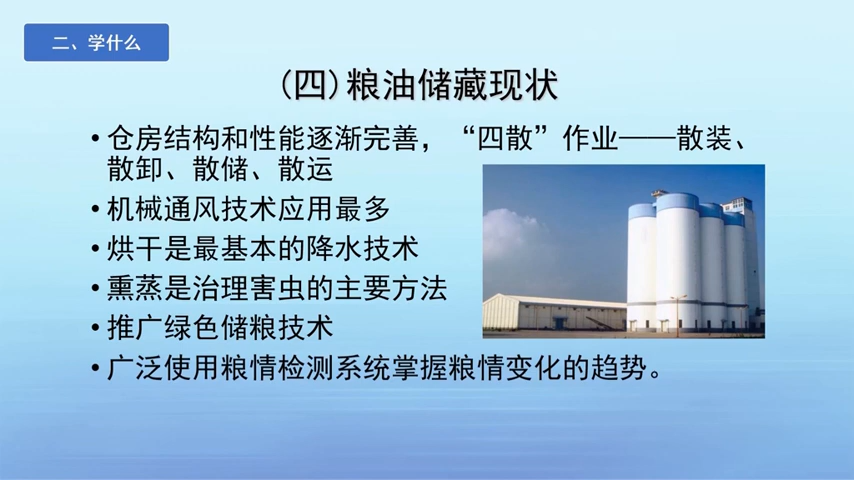 二、学什么
(四)粮油储藏现状
•仓房结构和性能逐渐完善，“四散”作业——散装、
散卸、散储、散运
•机械通风技术应用最多
•烘干是最基本的降水技术
•熏蒸是治理害虫的主要方法
•推广绿色储粮技术
•广泛使用粮情检测系统掌握粮情变化的趋势。